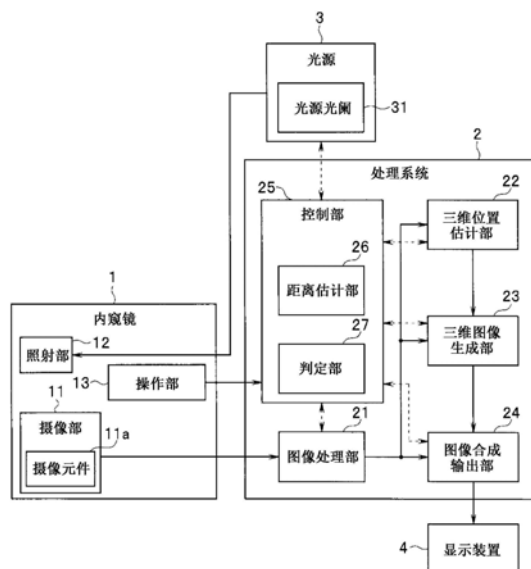 3
光源
光源光阑
31
2
处理系统
25
控制部
22
三维位置
估计部
26
距离估计部
1
内窥镜
27
判定部
23
三维图像
生成部
12
照射部
13
操作部
11
摄像部
11a
摄像元件
21
图像处理部
24
图像合成
输出部
4
显示装置